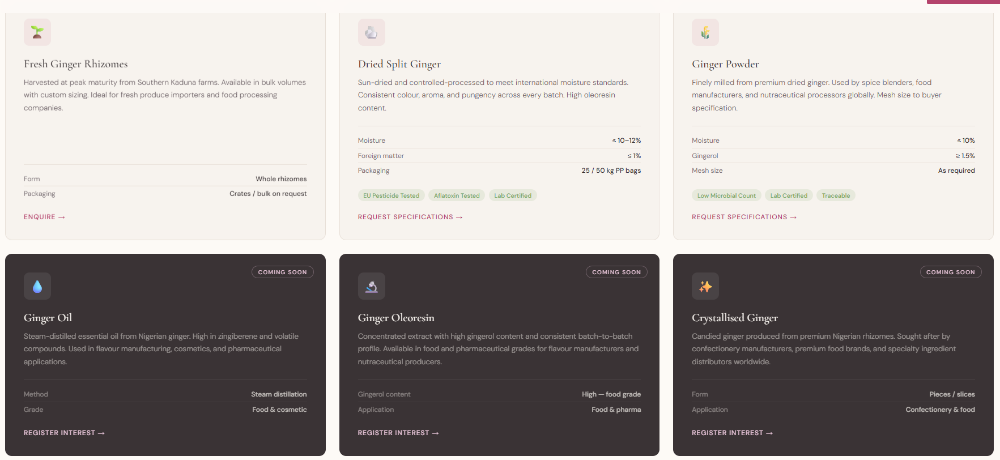 Fresh Ginger Rhizomes
Harvested at peak maturity from Southern Kaduna farms. Available in bulk volumes
with custom sizing. Ideal for fresh produce importers and food processing
companies.
Form Whole rhizomes
Packaging Crates / bulk on request
ENQUIRE →
Dried Split Ginger
Sun-dried and controlled-processed to meet international moisture standards.
Consistent colour, aroma, and pungency across every batch. High oleoresin
content.
Moisture ≤ 10–12%
Foreign matter ≤ 1%
Packaging 25 / 50 kg PP bags
EU Pesticide Tested Aflatoxin Tested Lab Certified
REQUEST SPECIFICATIONS →
Ginger Powder
Finely milled from premium dried ginger. Used by spice blenders, food
manufacturers, and nutraceutical processors globally. Mesh size to buyer
specification.
Moisture ≤ 10%
Gingerol ≥ 1.5%
Mesh size As required
Low Microbial Count Lab Certified Traceable
REQUEST SPECIFICATIONS →
COMING SOON
Ginger Oil
Steam-distilled essential oil from Nigerian ginger. High in zingiberene and volatile
compounds. Used in flavour manufacturing, cosmetics, and pharmaceutical
applications.
Method Steam distillation
Grade Food & cosmetic
REGISTER INTEREST →
COMING SOON
Ginger Oleoresin
Concentrated extract with high gingerol content and consistent batch-to-batch
profile. Available in food and pharmaceutical grades for flavour manufacturers and
nutraceutical producers.
Gingerol content High — food grade
Application Food & pharma
REGISTER INTEREST →
COMING SOON
Crystallised Ginger
Candied ginger produced from premium Nigerian rhizomes. Sought after by
confectionery manufacturers, premium food brands, and specialty ingredient
distributors worldwide.
Form Pieces / slices
Application Confectionery & food
REGISTER INTEREST →